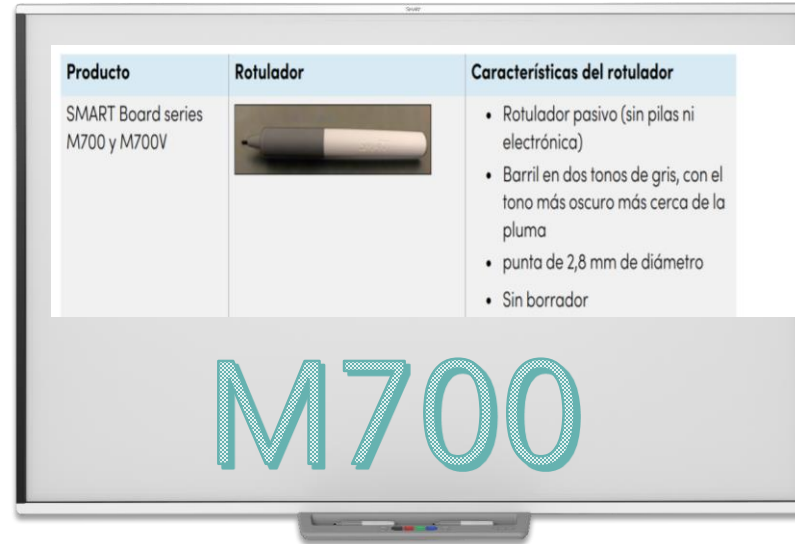 SMART
Producto Rotulador Características del rotulador
SMART Board series
M700 y M700V
• Rotulador pasivo (sin pilas ni
electrónica)
• Barril en dos tonos de gris, con el
tono más oscuro más cerca de la
pluma
• punta de 2,8 mm de diámetro
• Sin borrador
M700